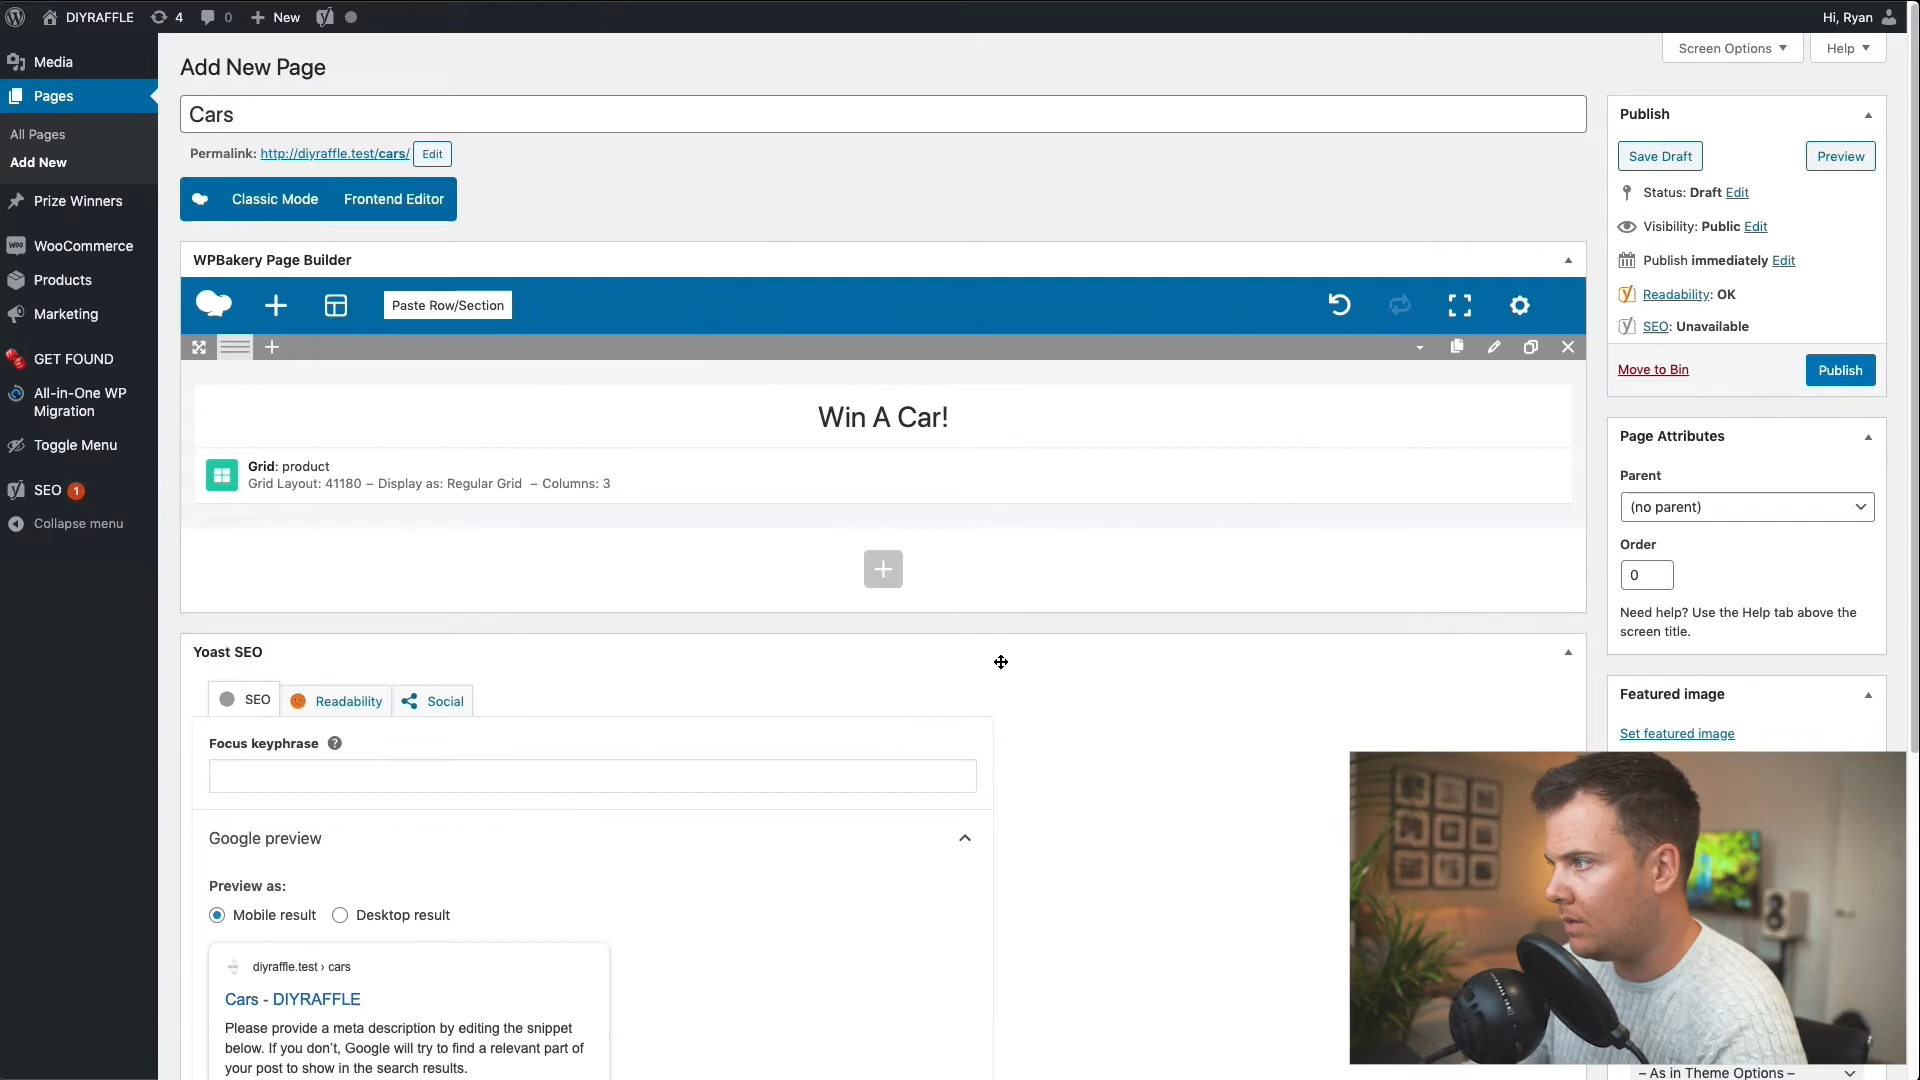 DIYRAFFLE
4
0
New
Hi, Ryan
Media
Pages
All Pages
Add New
Prize Winners
WooCommerce
Products
Marketing
GET FOUND
All-in-One WP
Migration
Toggle Menu
SEO 1
Collapse menu
Screen Options
Help
Add New Page
Cars
Permalink: http://diyraffle.test/cars/ Edit
Classic Mode
Frontend Editor
WPBakery Page Builder
Paste Row/Section
Win A Car!
Grid: product
Grid Layout: 41180 – Display as: Regular Grid – Columns: 3
Yoast SEO
SEO
Readability
Social
Focus keyphrase
Google preview
Preview as:
Mobile result
Desktop result
diyraffle.test › cars
Cars - DIYRAFFLE
Please provide a meta description by editing the snippet
below. If you don't, Google will try to find a relevant part of
your post to show in the search results.
Publish
Save Draft
Preview
Status: Draft Edit
Visibility: Public Edit
Publish immediately Edit
Readability: OK
SEO: Unavailable
Move to Bin
Publish
Page Attributes
Parent
(no parent)
Order
0
Need help? Use the Help tab above the
screen title.
Featured image
Set featured image
– As in Theme Options –